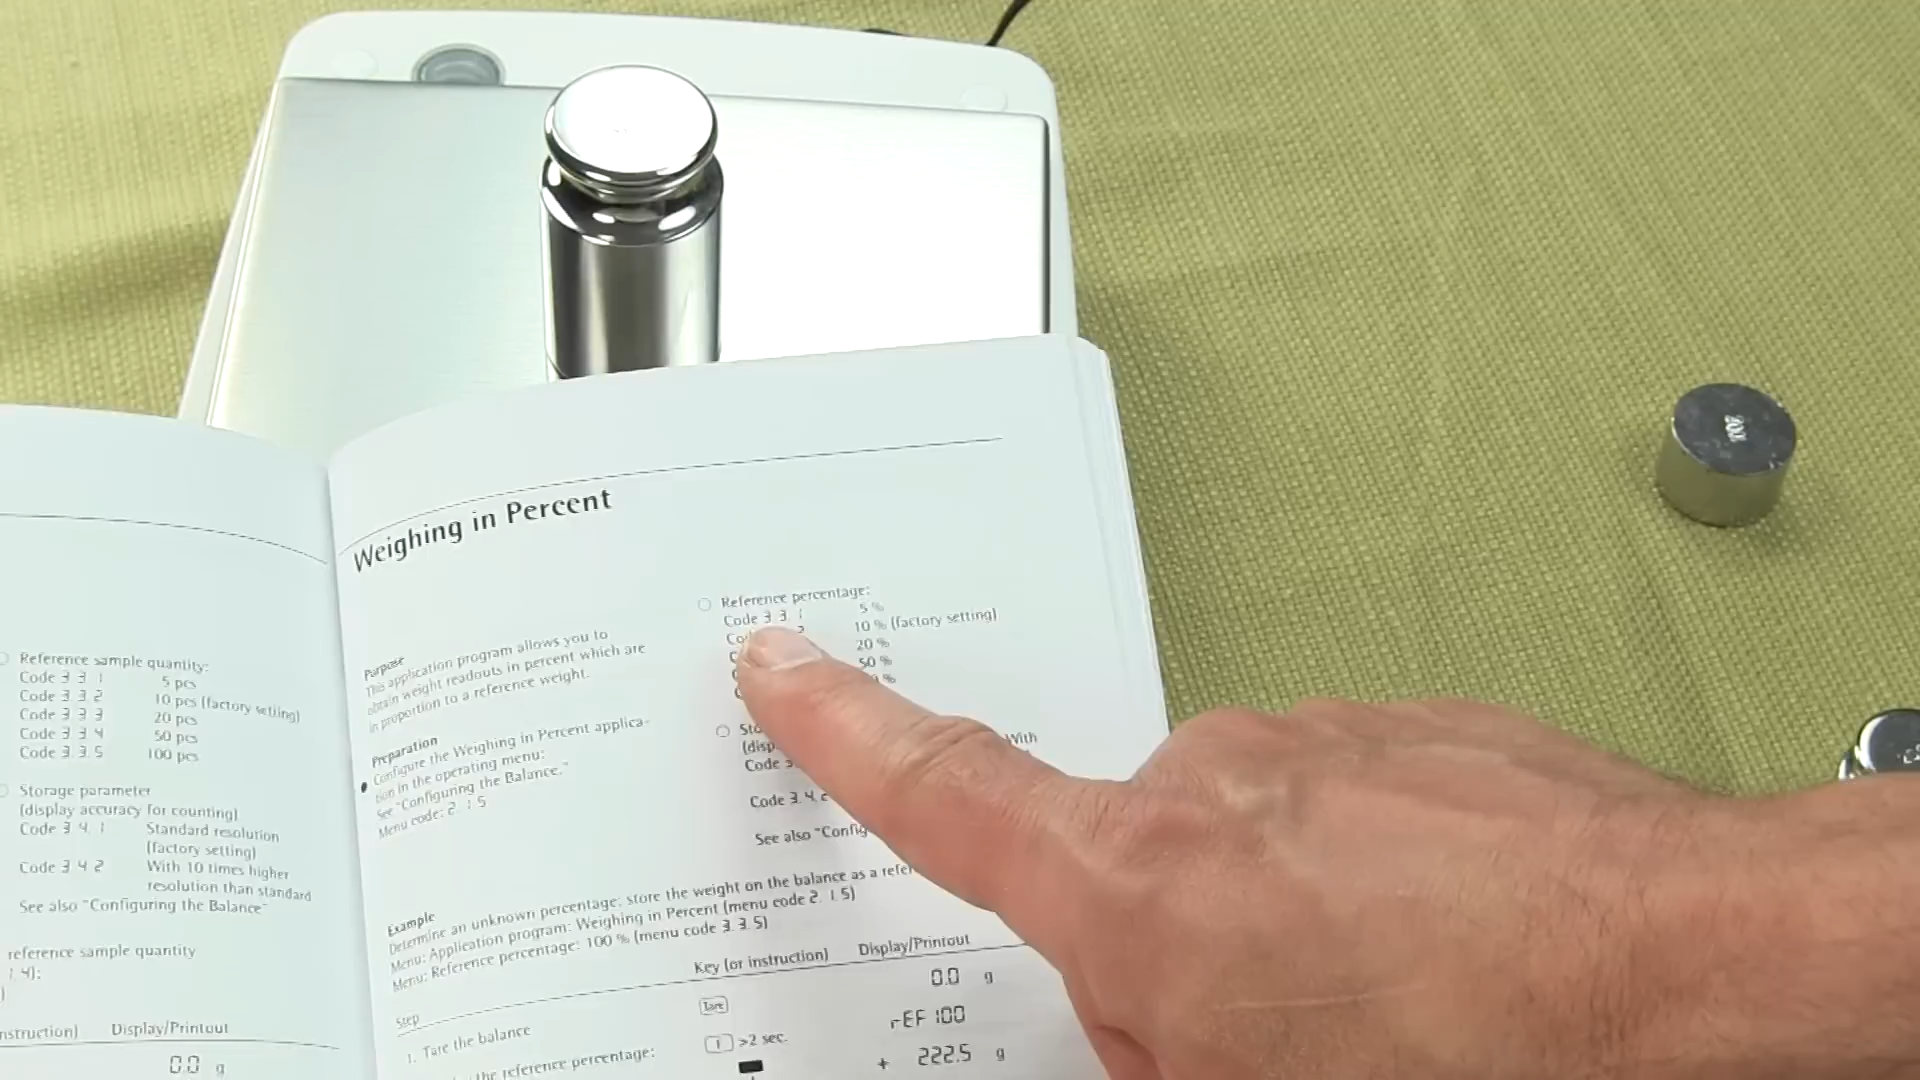 Reference sample quantity:
Code 3 3 1 5 pcs
Code 3 3 2 10 pcs (factory setting)
Code 3 3 3 20 pcs
Code 3 3 4 50 pcs
Code 3 3 5 100 pcs
Storage parameter
(display accuracy for counting)
Code 3 4. 1 Standard resolution
(factory setting)
Code 3 4 2 With 10 times higher
resolution than standard
See also "Configuring the Balance"
reference sample quantity
Display/Printout
0.0 g
Weighing in Percent
Purpose
This application program allows you to
obtain weight readouts in percent which are
in proportion to a reference weight.
Preparation
Configure the Weighing in Percent applica-
tion in the operating menu:
See "Configuring the Balance."
Menu code: 2. 1 5
Reference percentage:
Code 3 3 1 5 %
10 % (factory setting)
20 %
50 %
%
Code
With
Code 3. 4.
See also
Example
Determine an unknown percentage: store the weight on the balance as a
Menu: Application program: Weighing in Percent (menu code 2. 1. 5)
Menu: Reference percentage: 100 % (menu code 3. 3. 5)
Step Key (or instruction) Display/Printout
1. Tare the balance Tare 0.0 g
the reference percentage: >2 sec. rEF 100
+ 222.5 g
200